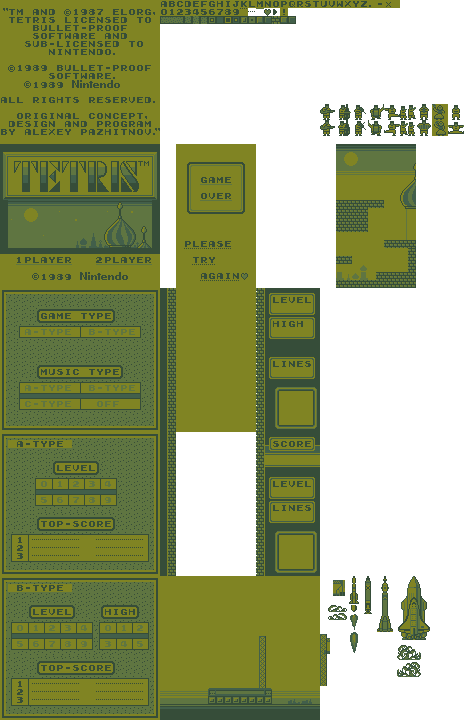 "TM AND ©1987 ELORG,
TETRIS LICENSED TO
BULLET-PROOF
SOFTWARE AND
SUB-LICENSED TO
NINTENDO.
©1989 BULLET-PROOF
SOFTWARE.
©1989 Nintendo
ALL RIGHTS RESERVED.
ORIGINAL CONCEPT,
DESIGN AND PROGRAM
BY ALEXEY PAZHITNOV."
ABCDEFGHIJKLMNOPQRSTUVWXYZ.-×
0123456789
TETRIS™
1PLAYER 2PLAYER
©1989 Nintendo
GAME
OVER
PLEASE
TRY
AGAIN♡
GAME TYPE
A-TYPE B-TYPE
MUSIC TYPE
A-TYPE B-TYPE
C-TYPE OFF
LEVEL
HIGH
LINES
SCORE
LEVEL
LINES
A-TYPE
LEVEL
0 1 2 3 4
5 6 7 8 9
TOP-SCORE
1
2
3
B-TYPE
LEVEL HIGH
0 1 2 3 4 0 1 2
5 6 7 8 9 3 4 5
TOP-SCORE
1
2
3